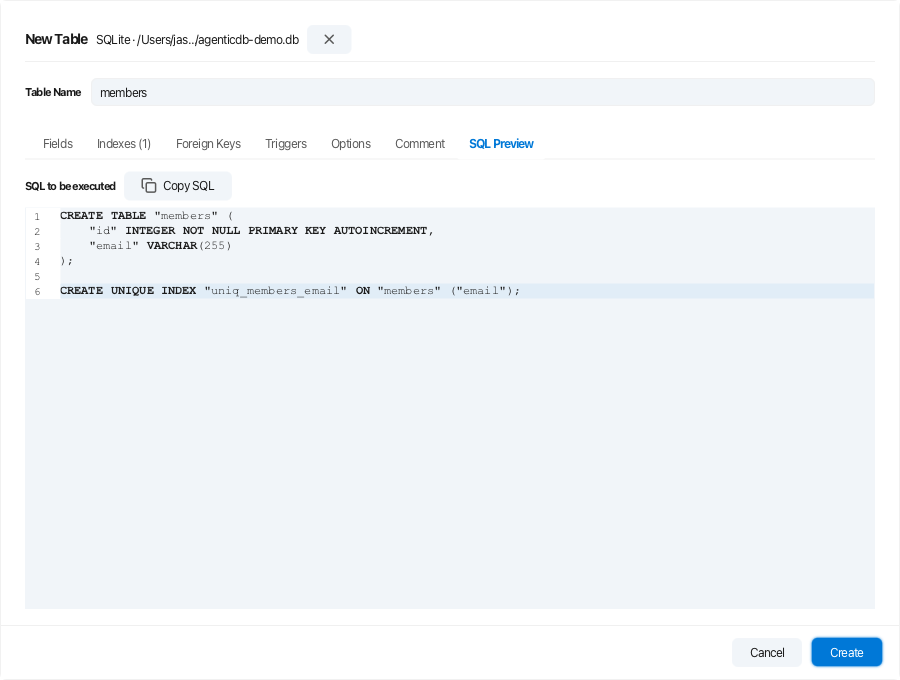 New Table SQLite · /Users/jas../agenticdb-demo.db
Table Name members
Fields Indexes (1) Foreign Keys Triggers Options Comment SQL Preview
SQL to be executed Copy SQL
1 CREATE TABLE "members" (
2 "id" INTEGER NOT NULL PRIMARY KEY AUTOINCREMENT,
3 "email" VARCHAR(255)
4 );
5
6 CREATE UNIQUE INDEX "uniq_members_email" ON "members" ("email");
Cancel Create